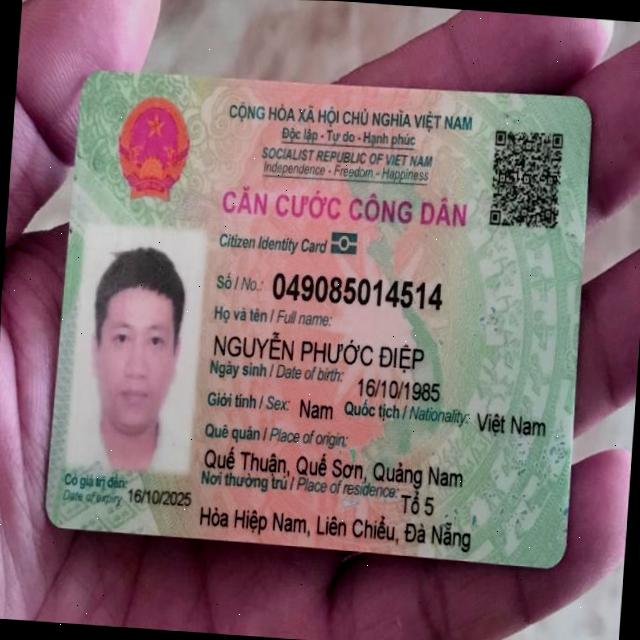 CỘNG HÒA XÃ HỘI CHỦ NGHĨA VIỆT NAM
Độc lập - Tự do - Hạnh phúc
SOCIALIST REPUBLIC OF VIET NAM
Independence - Freedom - Happiness
CĂN CƯỚC CÔNG DÂN
Citizen Identity Card
Số / No.: 049085014514
Họ và tên / Full name:
NGUYỄN PHƯỚC ĐIỆP
Ngày sinh / Date of birth: 16/10/1985
Giới tính / Sex: Nam Quốc tịch / Nationality: Việt Nam
Quê quán / Place of origin:
Quế Thuận, Quế Sơn, Quảng Nam
Nơi thường trú / Place of residence: Tổ 5
Hòa Hiệp Nam, Liên Chiểu, Đà Nẵng
Có giá trị đến:
Date of expiry 16/10/2025